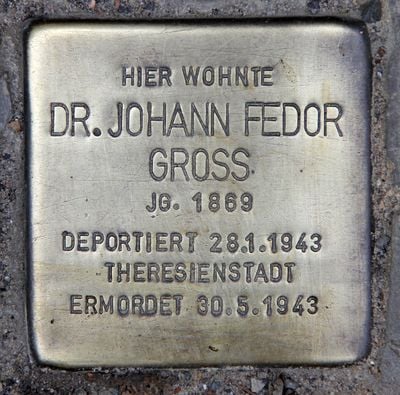 HIER WOHNTE
DR. JOHANN FEDOR
GROSS
JG. 1869
DEPORTIERT 28.1.1943
THERESIENSTADT
ERMORDET 30.5.1943